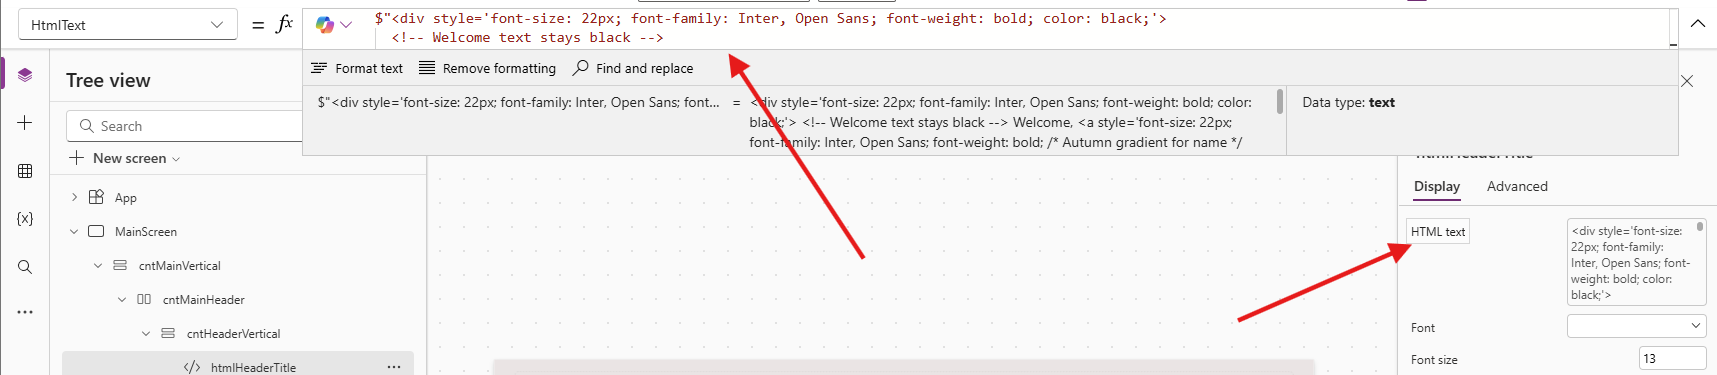 HtmlText
= fx
$"<div style='font-size: 22px; font-family: Inter, Open Sans; font-weight: bold; color: black;'>
<!-- Welcome text stays black -->
Format text
Remove formatting
Find and replace
$"<div style='font-size: 22px; font-family: Inter, Open Sans; font... = <div style='font-size: 22px; font-family: Inter, Open Sans; font-weight: bold; color:
black;'> <!-- Welcome text stays black --> Welcome, <a style='font-size: 22px;
font-family: Inter, Open Sans; font-weight: bold; /* Autumn gradient for name */
Data type: text
Tree view
Search
New screen
App
MainScreen
cntMainVertical
cntMainHeader
cntHeaderVertical
htmlHeaderTitle
htmlHeaderTitle
Display
Advanced
HTML text
<div style='font-size:
22px; font-family:
Inter, Open Sans; font-
weight: bold; color:
black;'>
Font
Font size
13